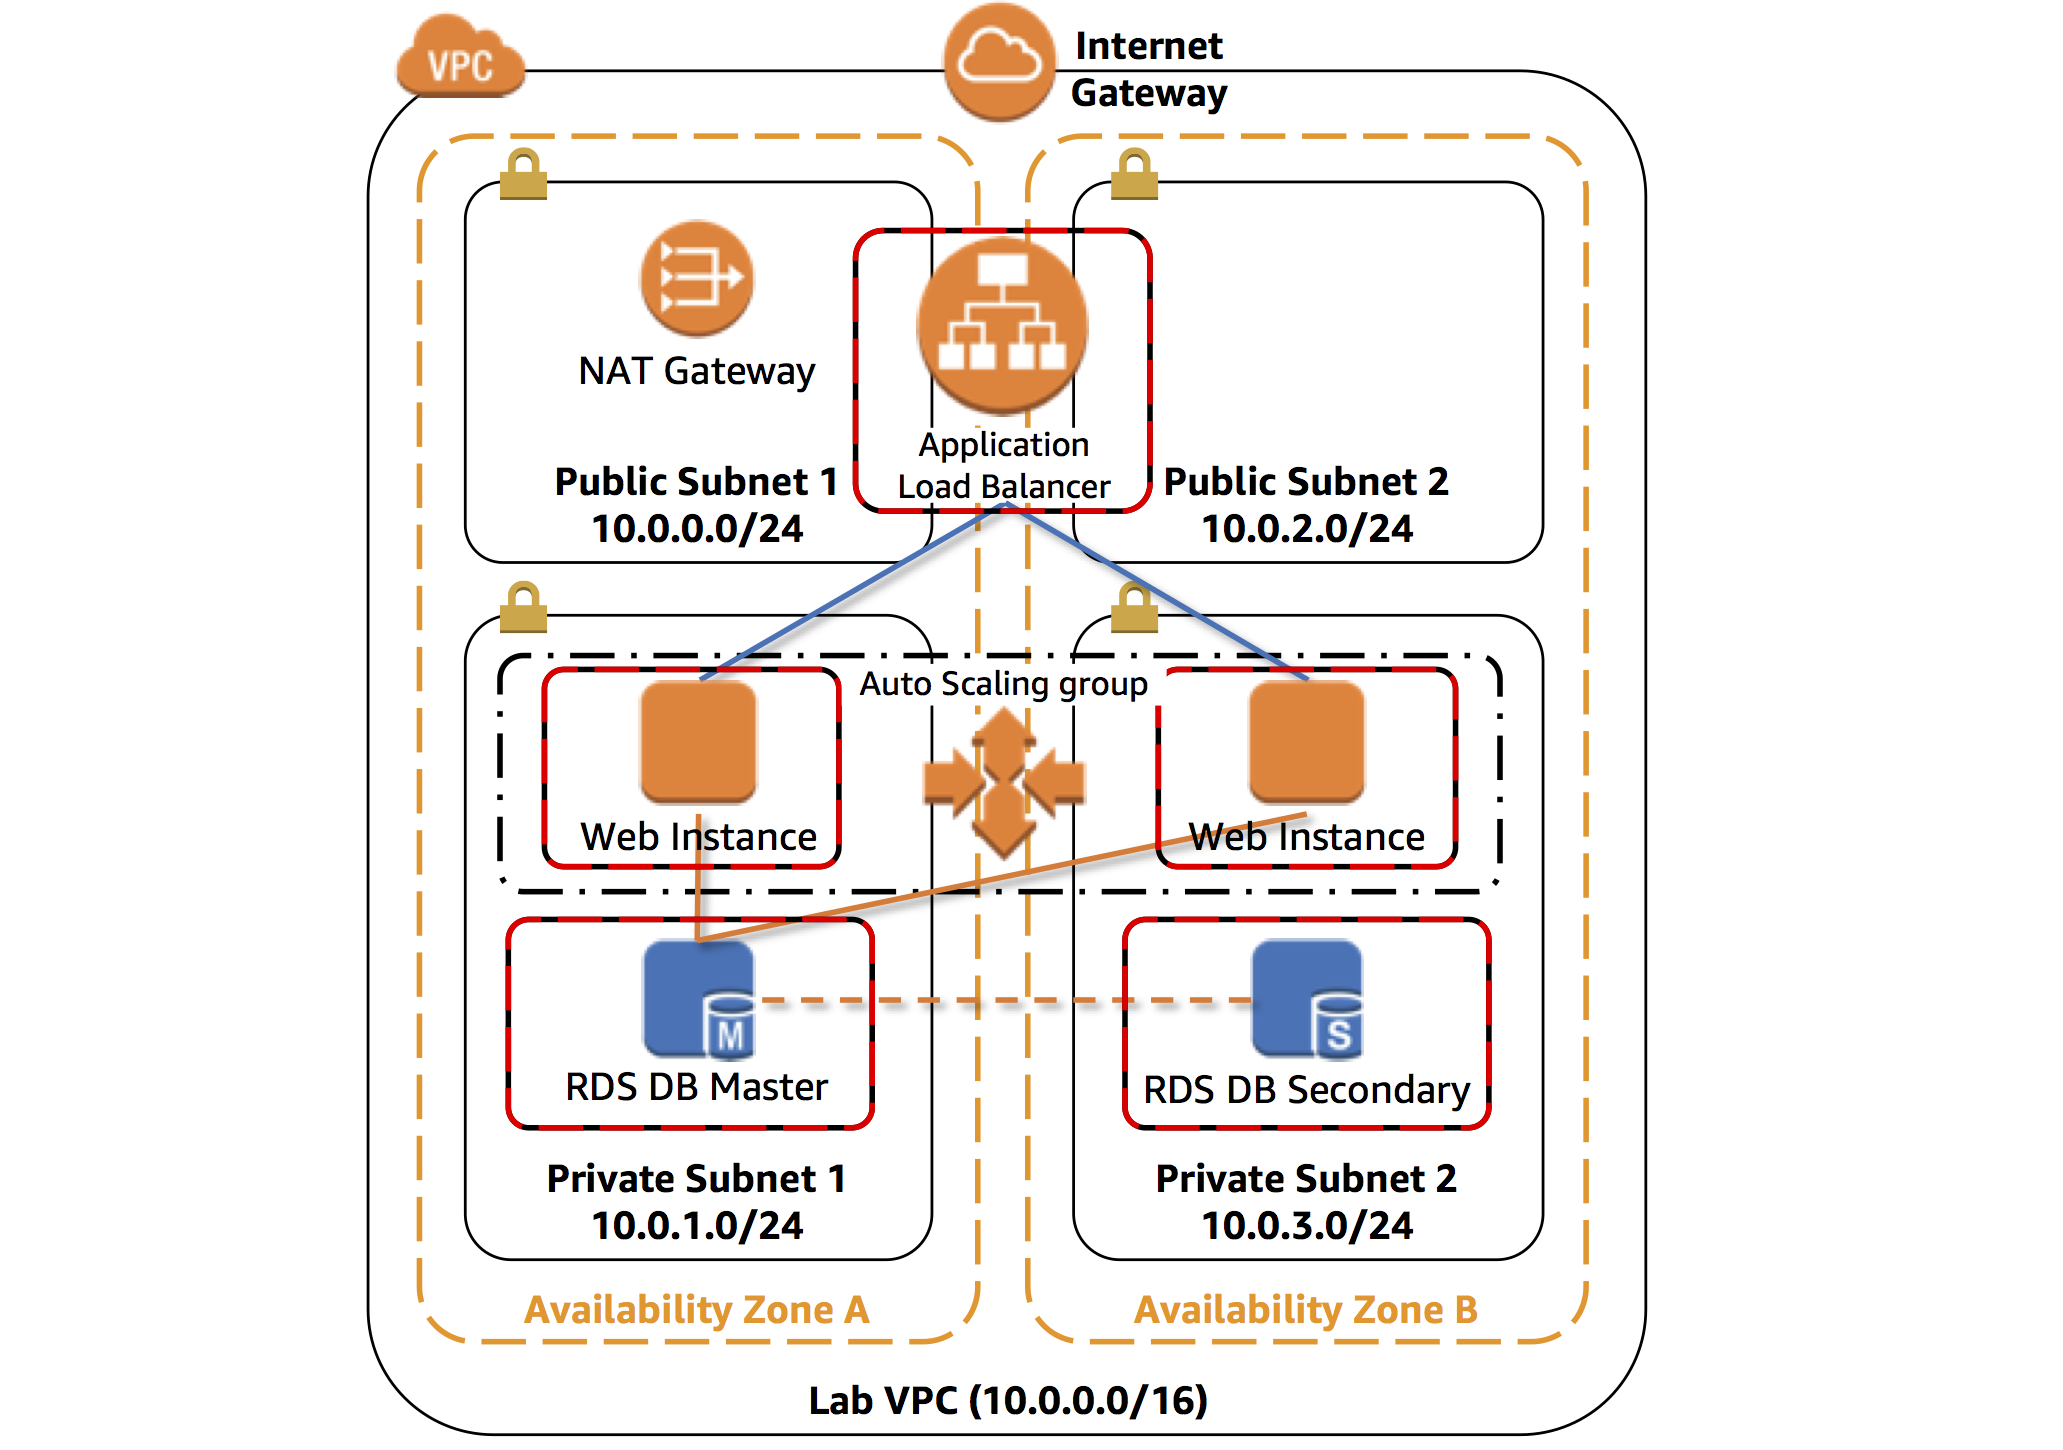 VPC
Internet
Gateway
NAT Gateway
Application
Load Balancer
Public Subnet 1
10.0.0.0/24
Public Subnet 2
10.0.2.0/24
Auto Scaling group
Web Instance
Web Instance
M
RDS DB Master
S
RDS DB Secondary
Private Subnet 1
10.0.1.0/24
Private Subnet 2
10.0.3.0/24
Availability Zone A
Availability Zone B
Lab VPC (10.0.0.0/16)